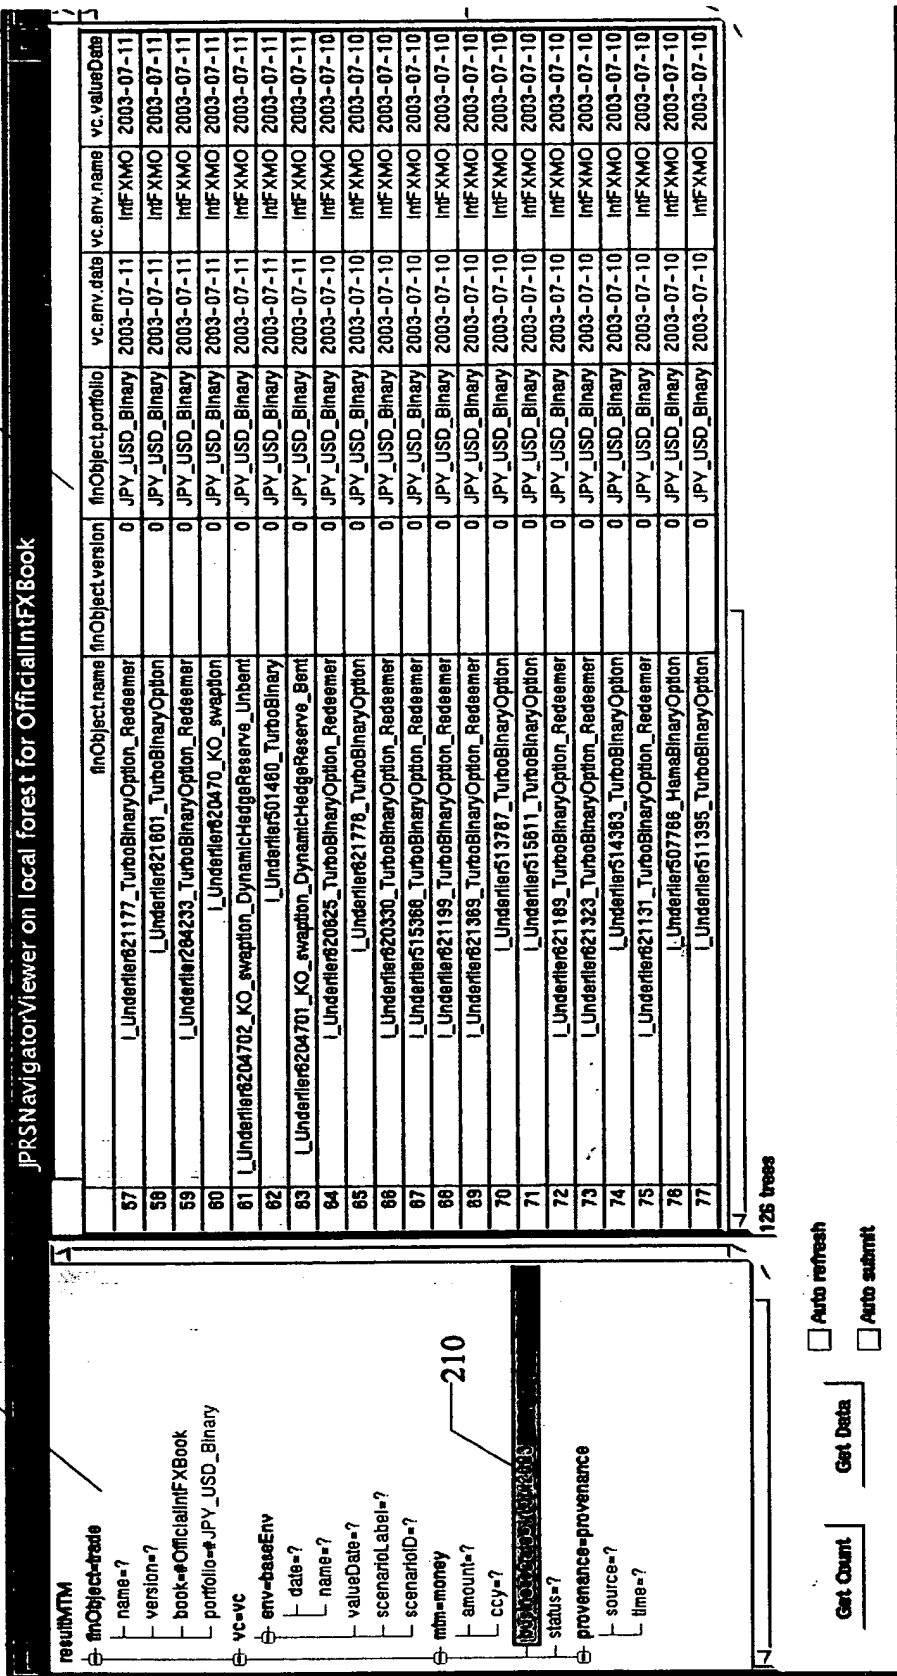 JPRSNavigatorViewer on local forest for OfficialIntFXBook
resultMTM
finObject=trade
name=?
version=?
book=#OfficialIntFXBook
portfolio=#JPY_USD_Binary
vc=vc
env=baseEnv
date=?
name=?
valueDate=?
scenarioLabel=?
scenarioID=?
mtm=money
amount=?
ccy=?
210
status=?
provenance=provenance
source=?
time=?
finObject.name finObject.version finObject.portfolio vc.env.date vc.env.name vc.valueDate
57 I_Underlier621177_TurboBinaryOption_Redeemer 0 JPY_USD_Binary 2003-07-11 IntFXMO 2003-07-11
58 I_Underlier621601_TurboBinaryOption 0 JPY_USD_Binary 2003-07-11 IntFXMO 2003-07-11
59 I_Underlier264233_TurboBinaryOption_Redeemer 0 JPY_USD_Binary 2003-07-11 IntFXMO 2003-07-11
60 I_Underlier620470_KO_swaption 0 JPY_USD_Binary 2003-07-11 IntFXMO 2003-07-11
61 I_Underlier6204702_KO_swaption_DynamicHedgeReserve_Unbent 0 JPY_USD_Binary 2003-07-11 IntFXMO 2003-07-11
62 I_Underlier501460_TurboBinary 0 JPY_USD_Binary 2003-07-11 IntFXMO 2003-07-11
63 I_Underlier6204701_KO_swaption_DynamicHedgeReserve_Bent 0 JPY_USD_Binary 2003-07-11 IntFXMO 2003-07-11
64 I_Underlier620625_TurboBinaryOption_Redeemer 0 JPY_USD_Binary 2003-07-10 IntFXMO 2003-07-10
65 I_Underlier621776_TurboBinaryOption 0 JPY_USD_Binary 2003-07-10 IntFXMO 2003-07-10
66 I_Underlier620330_TurboBinaryOption_Redeemer 0 JPY_USD_Binary 2003-07-10 IntFXMO 2003-07-10
67 I_Underlier515366_TurboBinaryOption_Redeemer 0 JPY_USD_Binary 2003-07-10 IntFXMO 2003-07-10
68 I_Underlier621199_TurboBinaryOption_Redeemer 0 JPY_USD_Binary 2003-07-10 IntFXMO 2003-07-10
69 I_Underlier621369_TurboBinaryOption_Redeemer 0 JPY_USD_Binary 2003-07-10 IntFXMO 2003-07-10
70 I_Underlier513767_TurboBinaryOption 0 JPY_USD_Binary 2003-07-10 IntFXMO 2003-07-10
71 I_Underlier515611_TurboBinaryOption 0 JPY_USD_Binary 2003-07-10 IntFXMO 2003-07-10
72 I_Underlier621189_TurboBinaryOption_Redeemer 0 JPY_USD_Binary 2003-07-10 IntFXMO 2003-07-10
73 I_Underlier621323_TurboBinaryOption_Redeemer 0 JPY_USD_Binary 2003-07-10 IntFXMO 2003-07-10
74 I_Underlier514383_TurboBinaryOption 0 JPY_USD_Binary 2003-07-10 IntFXMO 2003-07-10
75 I_Underlier621131_TurboBinaryOption_Redeemer 0 JPY_USD_Binary 2003-07-10 IntFXMO 2003-07-10
76 I_Underlier507766_HamaBinaryOption 0 JPY_USD_Binary 2003-07-10 IntFXMO 2003-07-10
77 I_Underlier511395_TurboBinaryOption 0 JPY_USD_Binary 2003-07-10 IntFXMO 2003-07-10
126 trees
Get Count
Get Data
Auto refresh
Auto submit